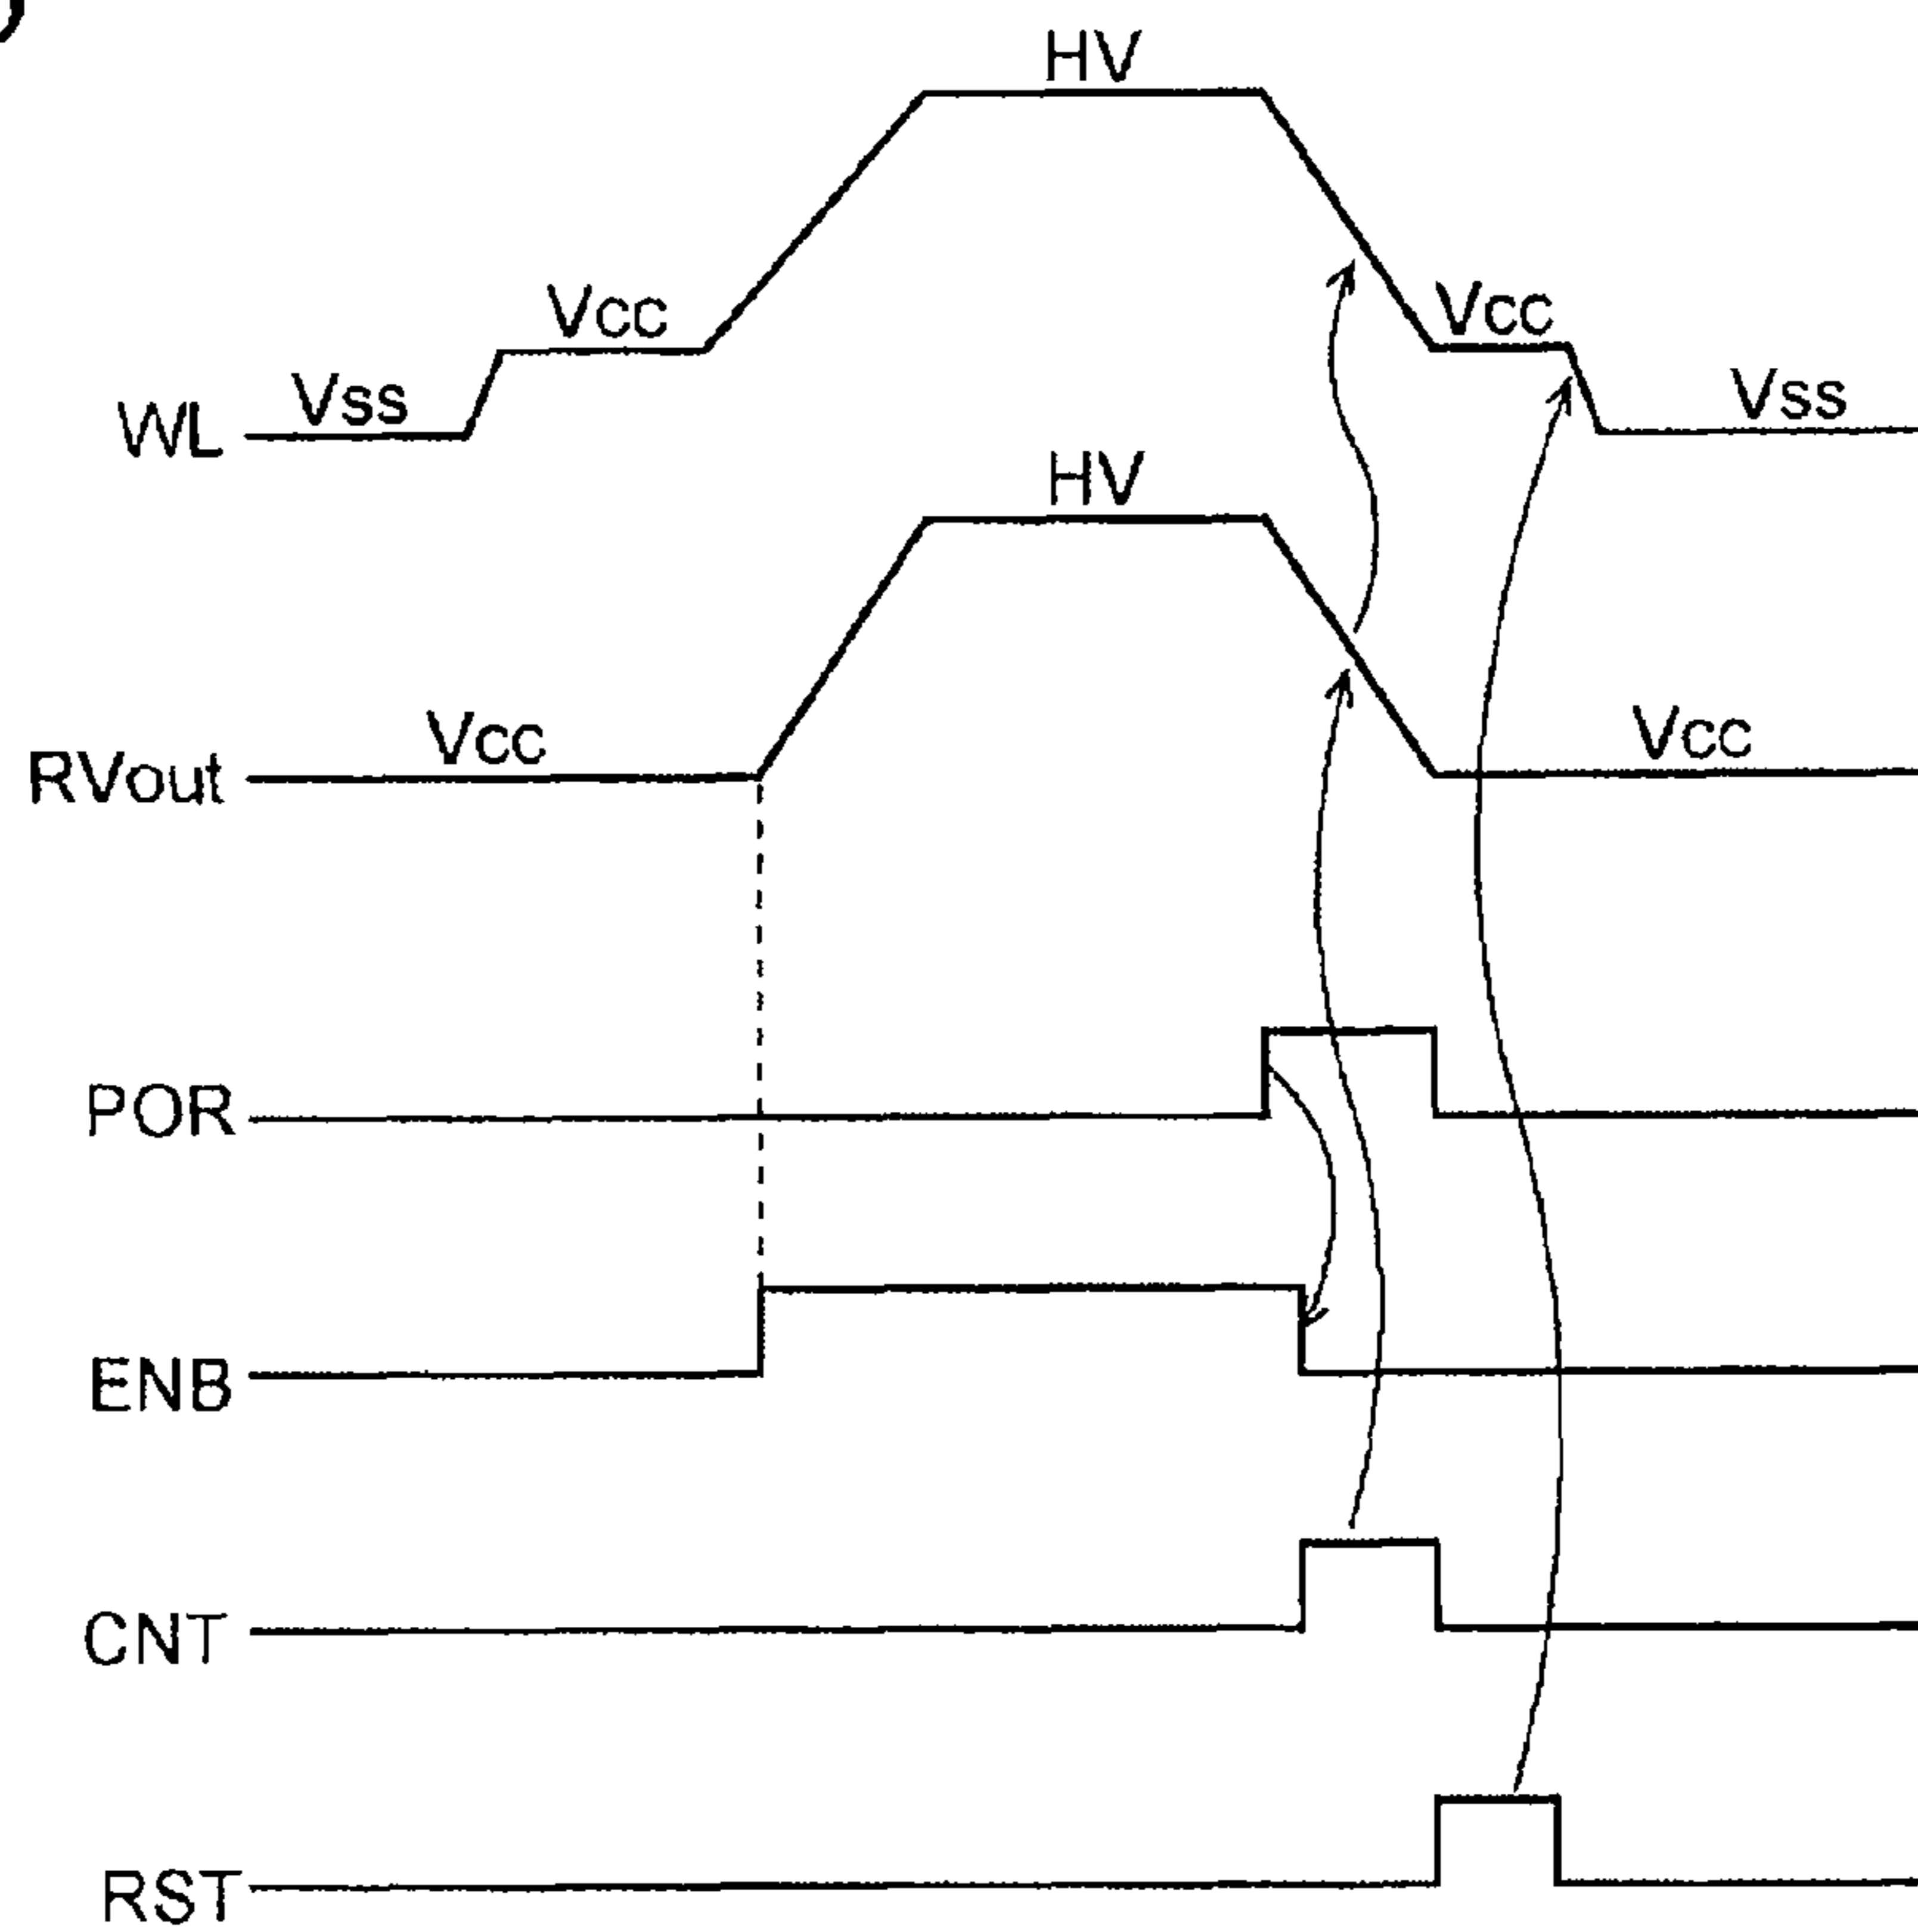 )
HV
Vcc
Vcc
Vss
Vss
WL
HV
Vcc
Vcc
RVout
POR
ENB
CNT
RST